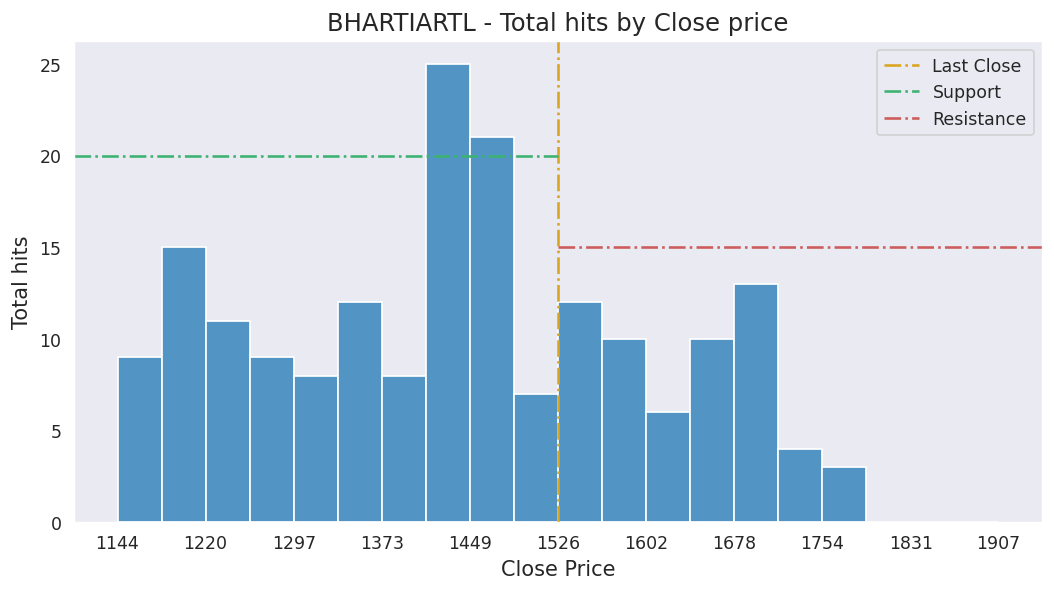 BHARTIARTL - Total hits by Close price
Last Close
Support
Resistance
Total hits
25
20
15
10
5
0
1144 1220 1297 1373 1449 1526 1602 1678 1754 1831 1907
Close Price